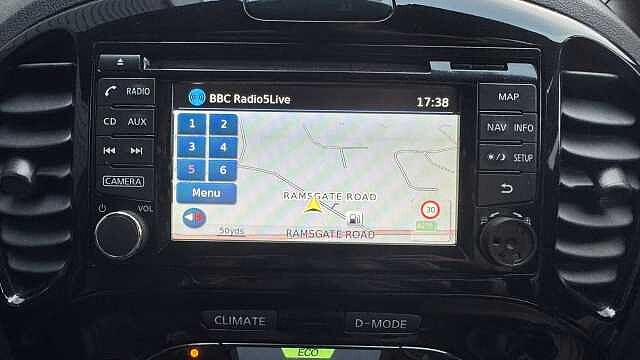 RADIO
CD AUX
CAMERA
VOL
BBC Radio5Live 17:38
1 2
3 4
5 6
Menu
RAMSGATE ROAD
30
50yds
RAMSGATE ROAD
MAP
NAV INFO
SETUP
CLIMATE
D-MODE
ECO